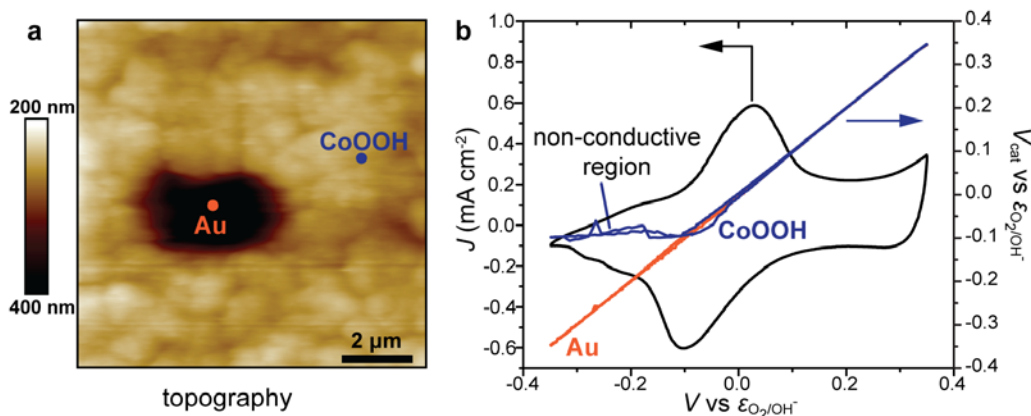 a
200 nm
400 nm
CoOOH
Au
2 µm
topography
b
J (mA cm⁻²)
1.0
0.8
0.6
0.4
0.2
0.0
-0.2
-0.4
-0.6
non-conductive
region
CoOOH
Au
0.4
0.3
0.2
0.1
0.0
-0.1
-0.2
-0.3
-0.4
V_cat vs ε_O₂/OH⁻
-0.4
-0.2
0.0
0.2
0.4
V vs ε_O₂/OH⁻